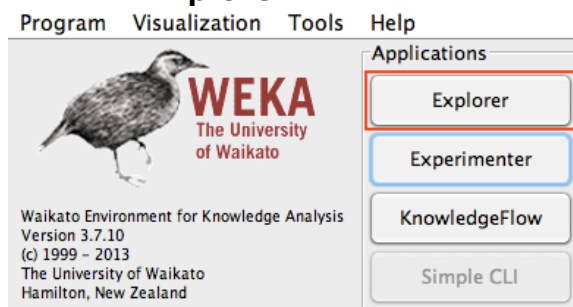 Program Visualization Tools Help
Applications
WEKA
The University
of Waikato
Explorer
Experimenter
KnowledgeFlow
Simple CLI
Waikato Environment for Knowledge Analysis
Version 3.7.10
(c) 1999 – 2013
The University of Waikato
Hamilton, New Zealand